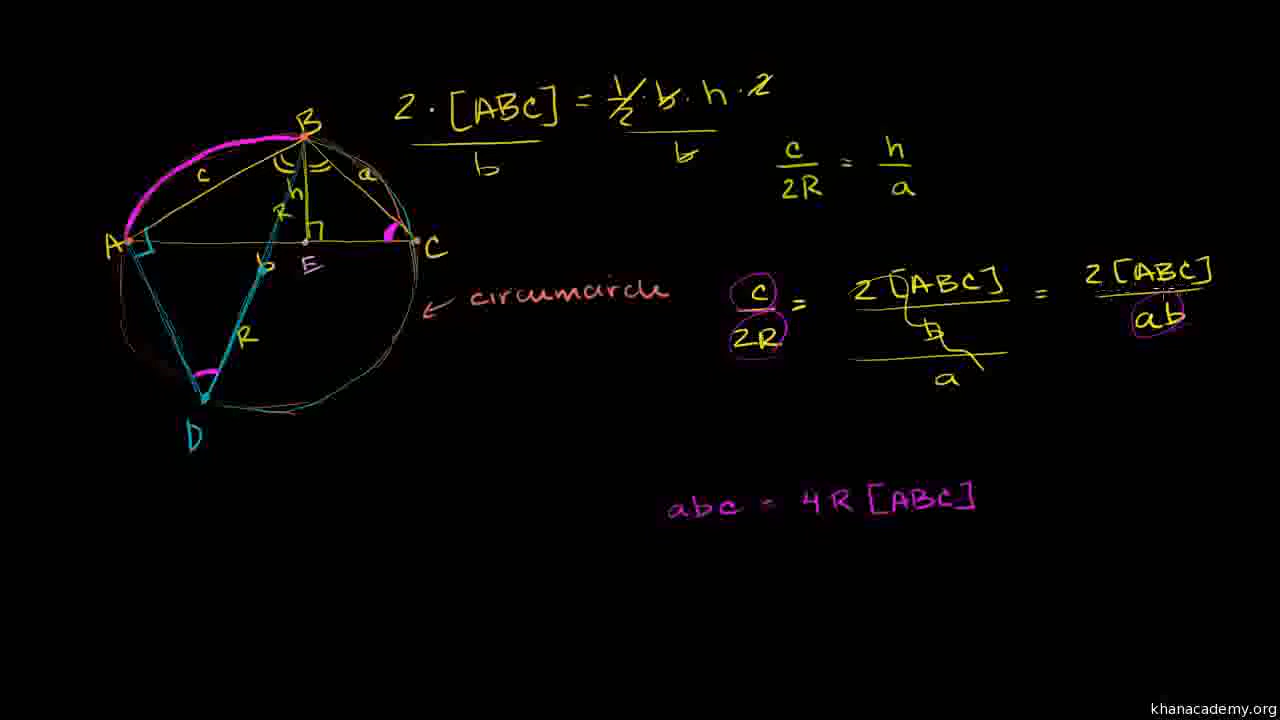 2 · [ABC] / b = 1/2 · b · h · 2 / b
c/2R = h/a
B
c
a
h
R
A
C
b
E
R
D
circumcircle
c/2R = 2[ABC]/b / a = 2[ABC]/ab
abc = 4R [ABC]
khanacademy.org